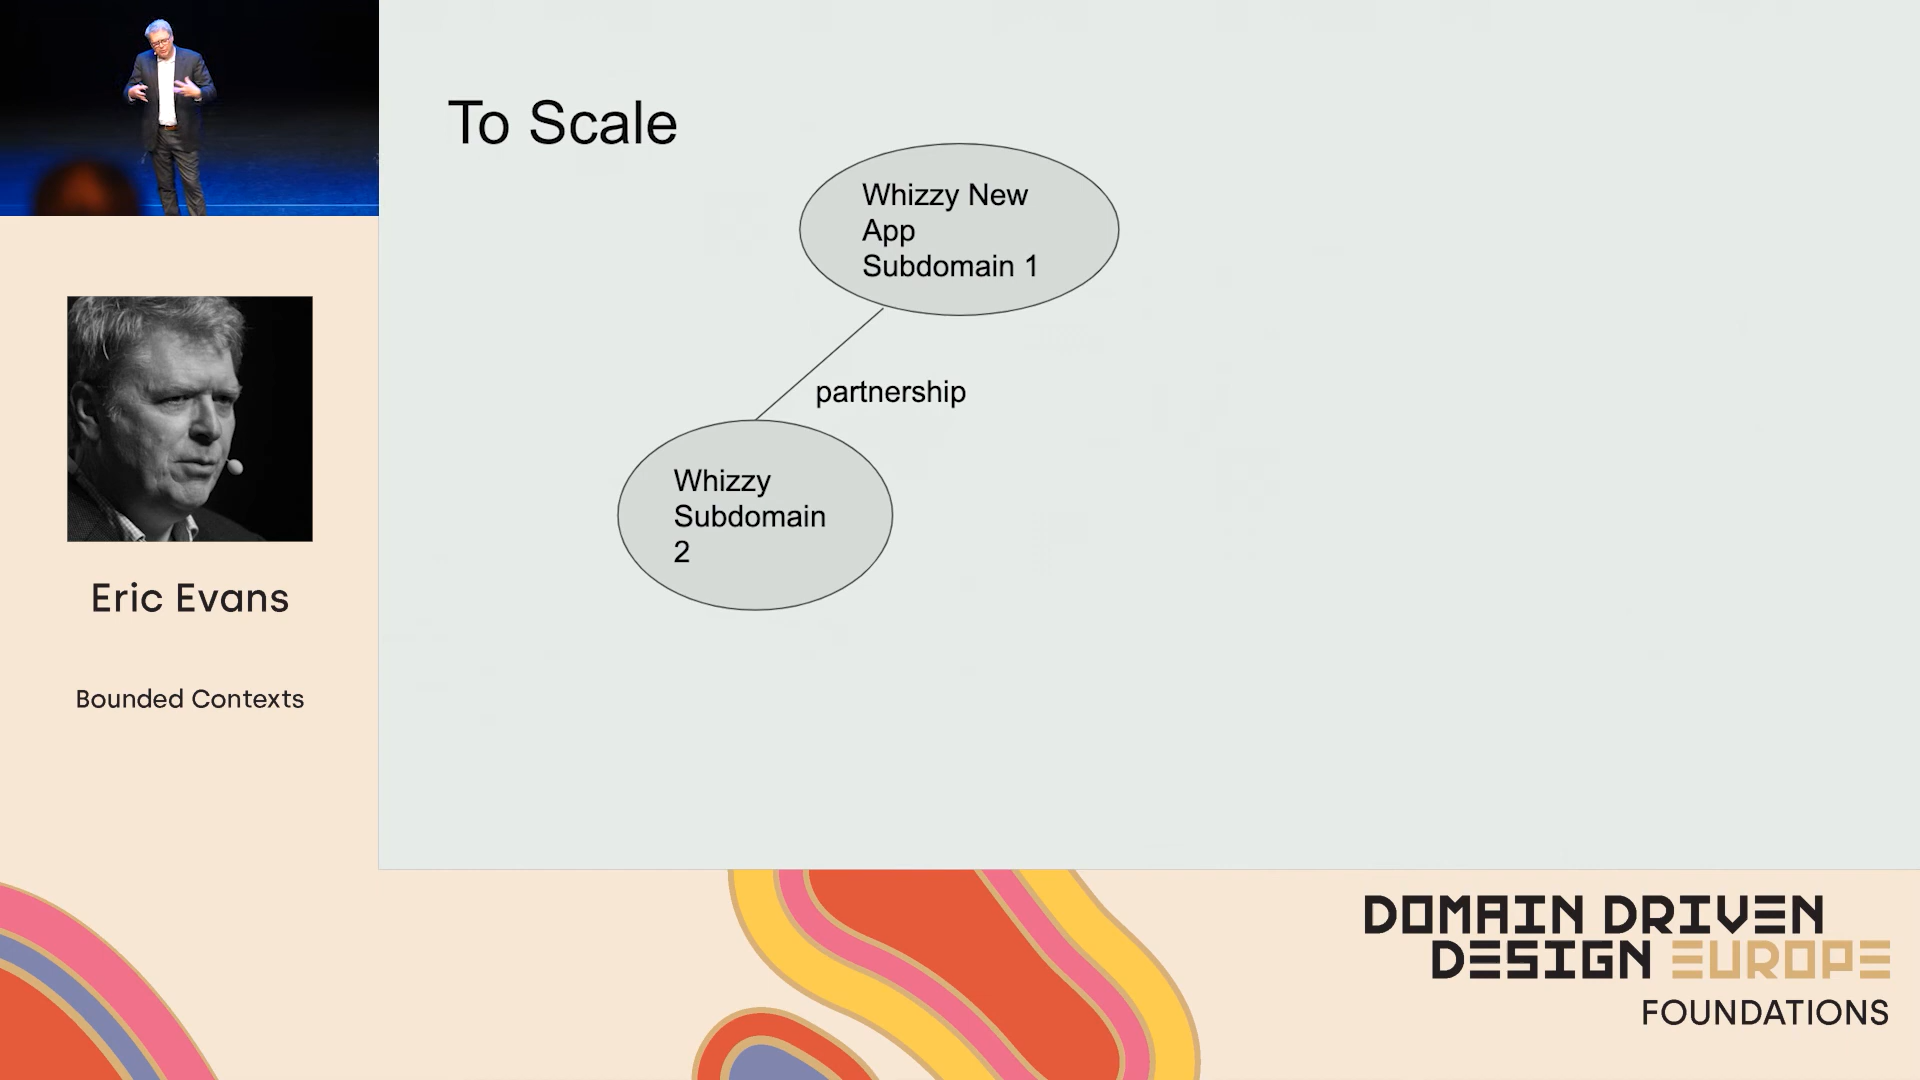 To Scale
Whizzy New
App
Subdomain 1
partnership
Whizzy
Subdomain
2
Eric Evans
Bounded Contexts
DOMAIN DRIVEN
DESIGN EUROPE
FOUNDATIONS